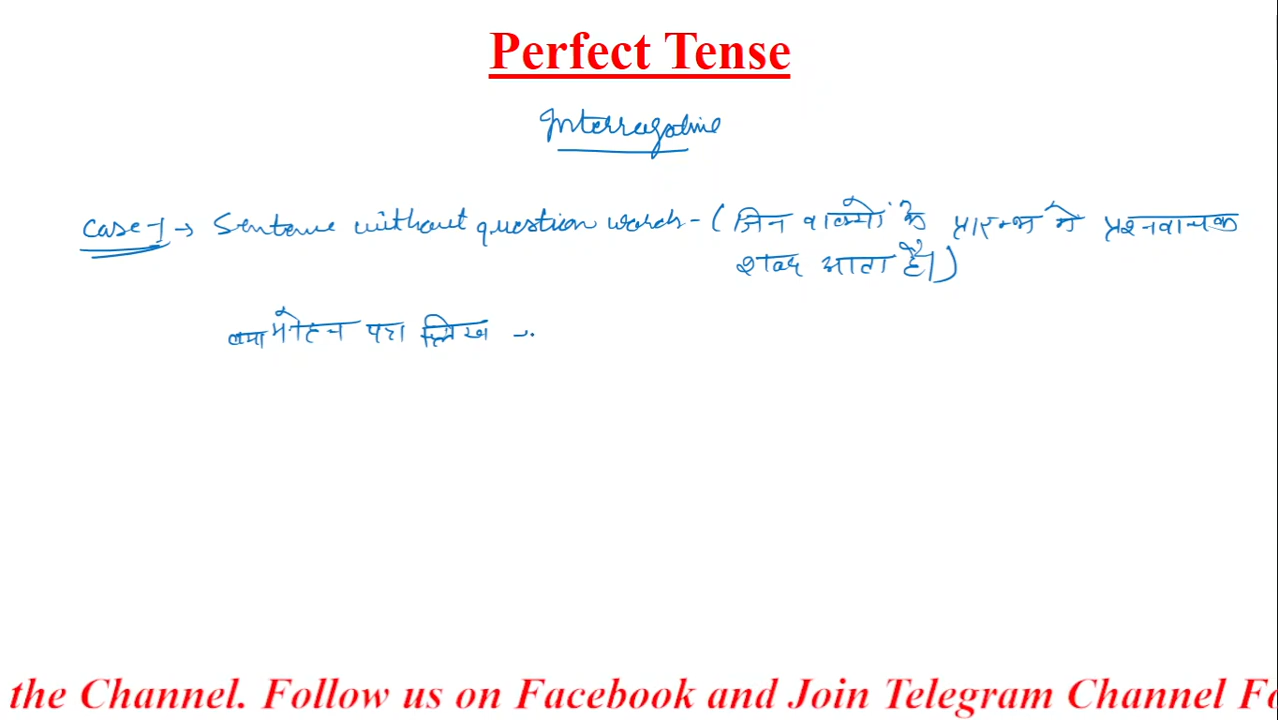 Perfect Tense
Interrogative
Case-1 → Sentence without question words - ( जिन वाक्यों के प्रारम्भ मे प्रश्नवाचक
शब्द आता है।)
क्या मोहन पत्र लिख
the Channel. Follow us on Facebook and Join Telegram Channel Fo